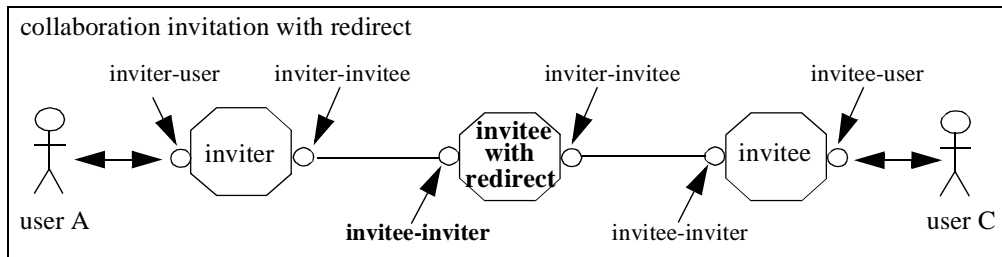 collaboration invitation with redirect
inviter-user
inviter-invitee
inviter-invitee
invitee-user
inviter
invitee
with
redirect
invitee
user A
invitee-inviter
invitee-inviter
user C